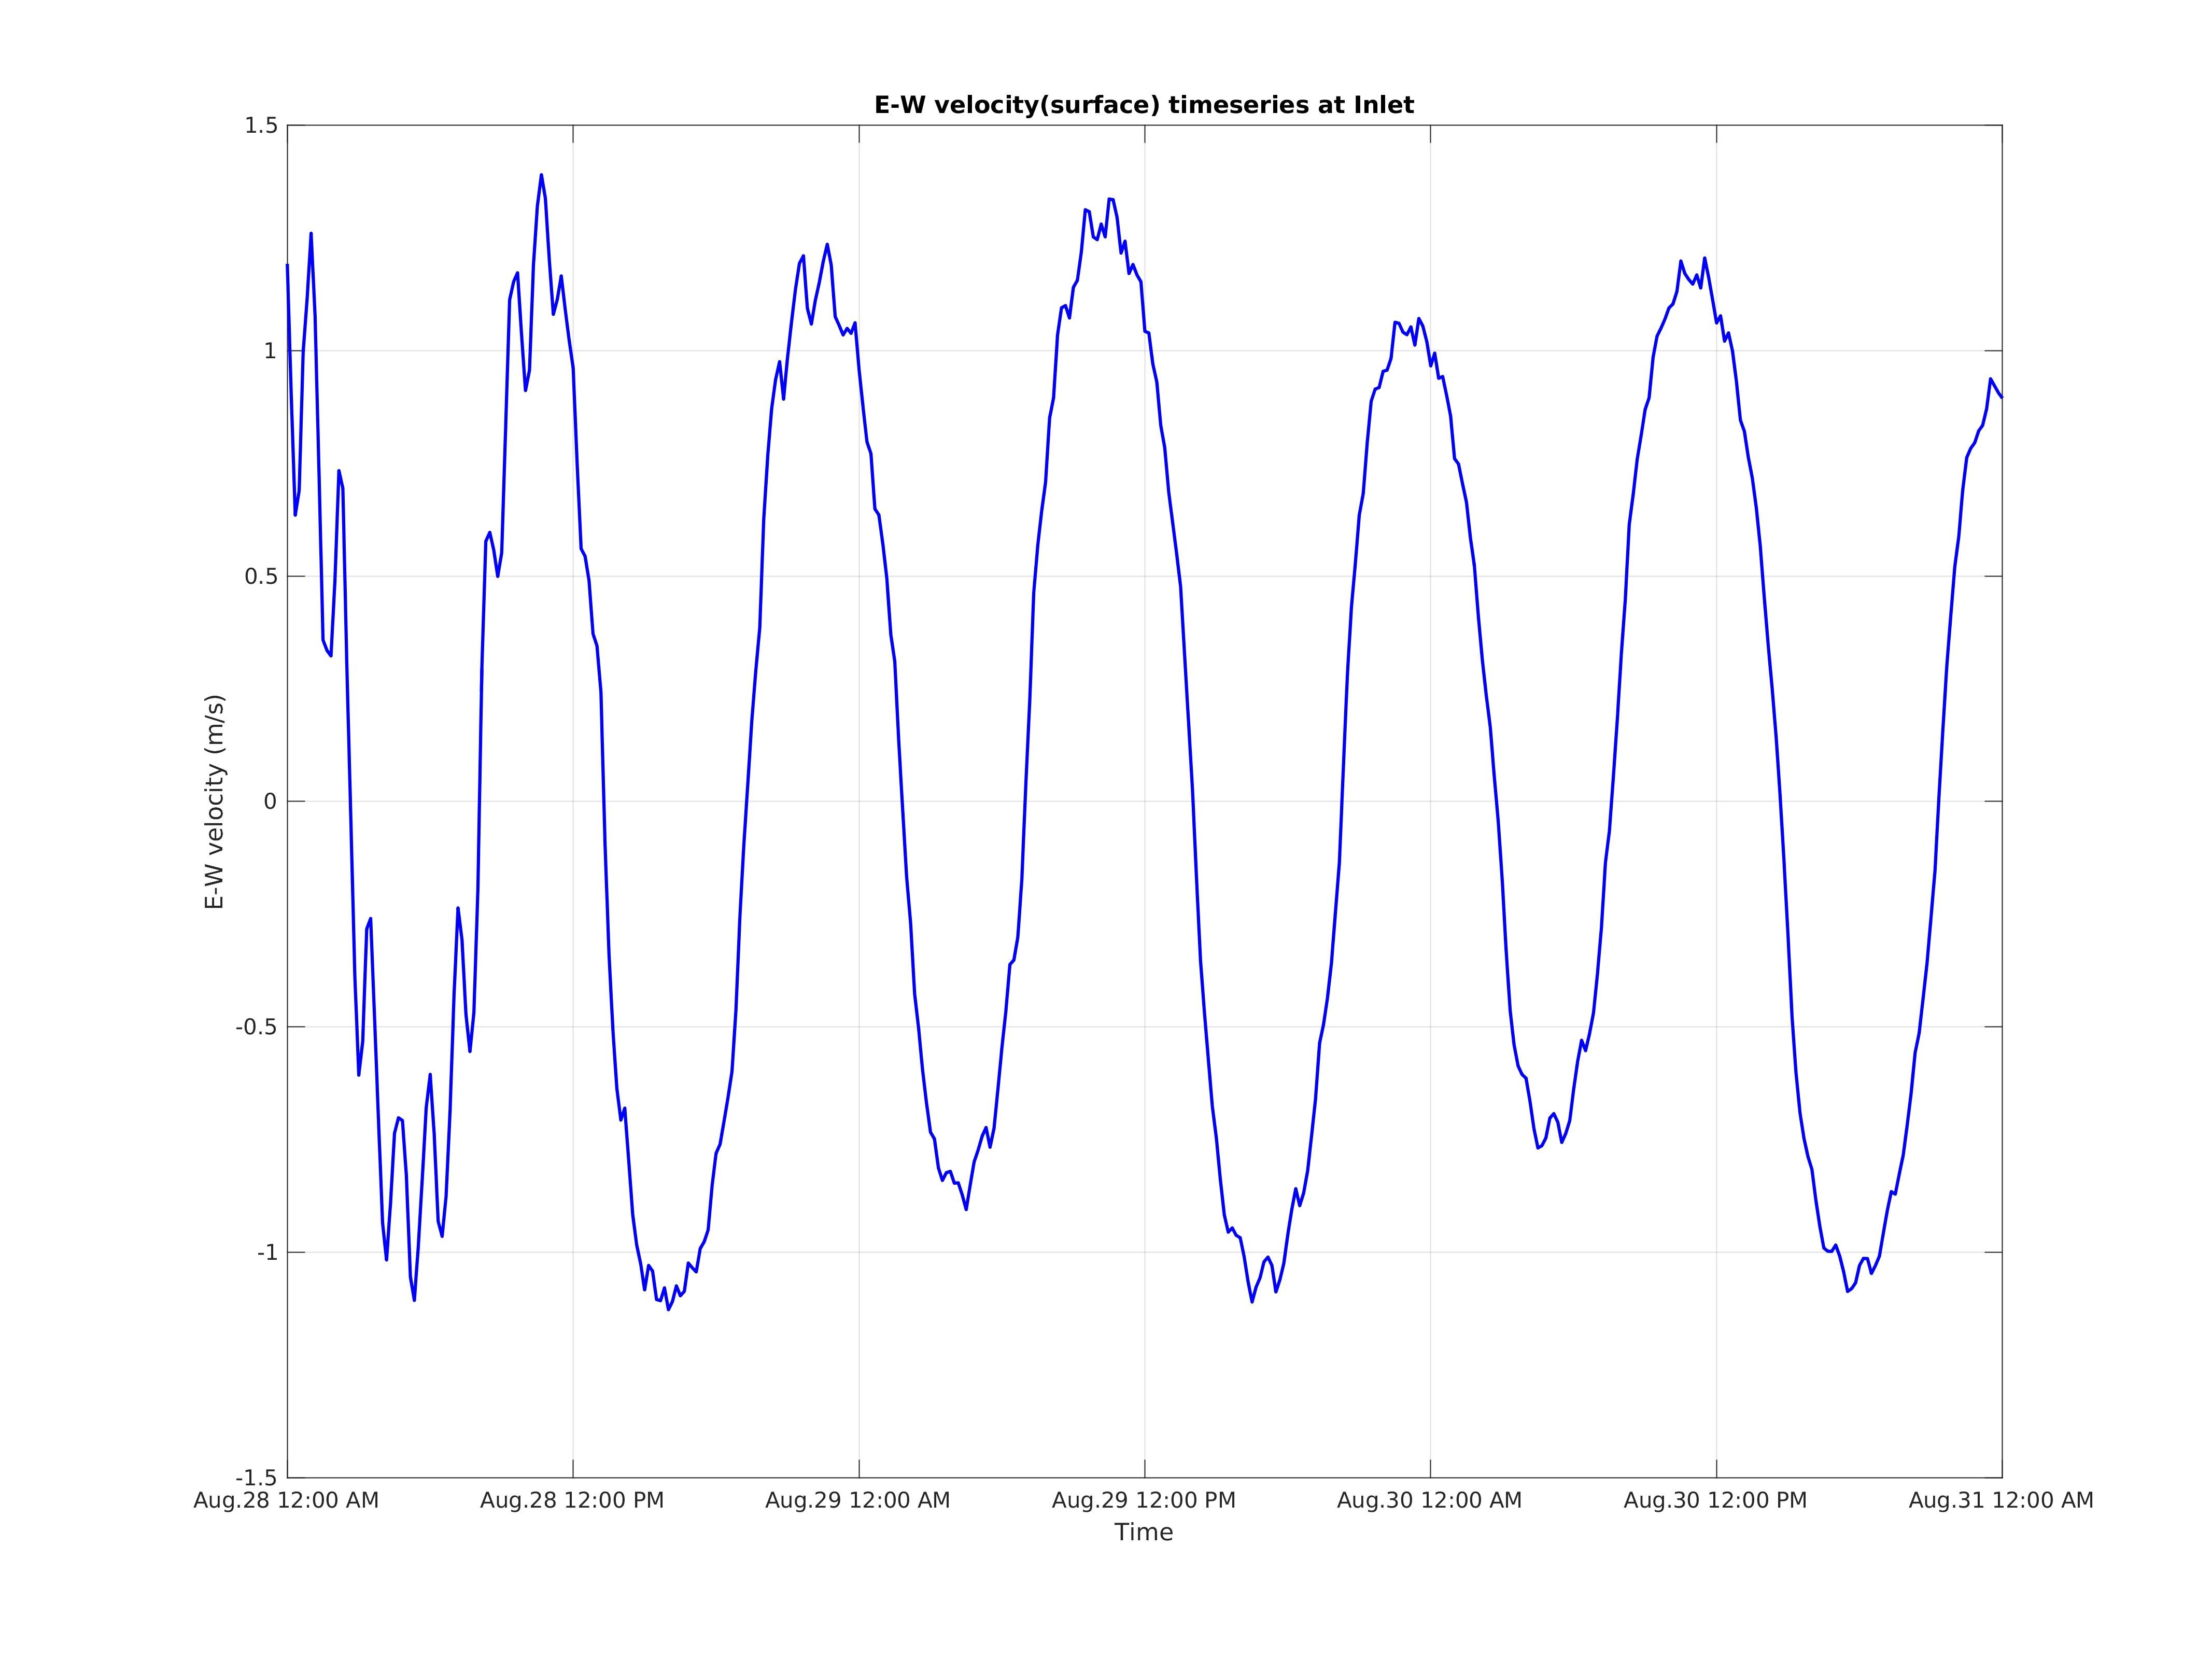 E-W velocity(surface) timeseries at Inlet
1.5
1
0.5
0
-0.5
-1
-1.5
E-W velocity (m/s)
Aug.28 12:00 AM
Aug.28 12:00 PM
Aug.29 12:00 AM
Aug.29 12:00 PM
Aug.30 12:00 AM
Aug.30 12:00 PM
Aug.31 12:00 AM
Time